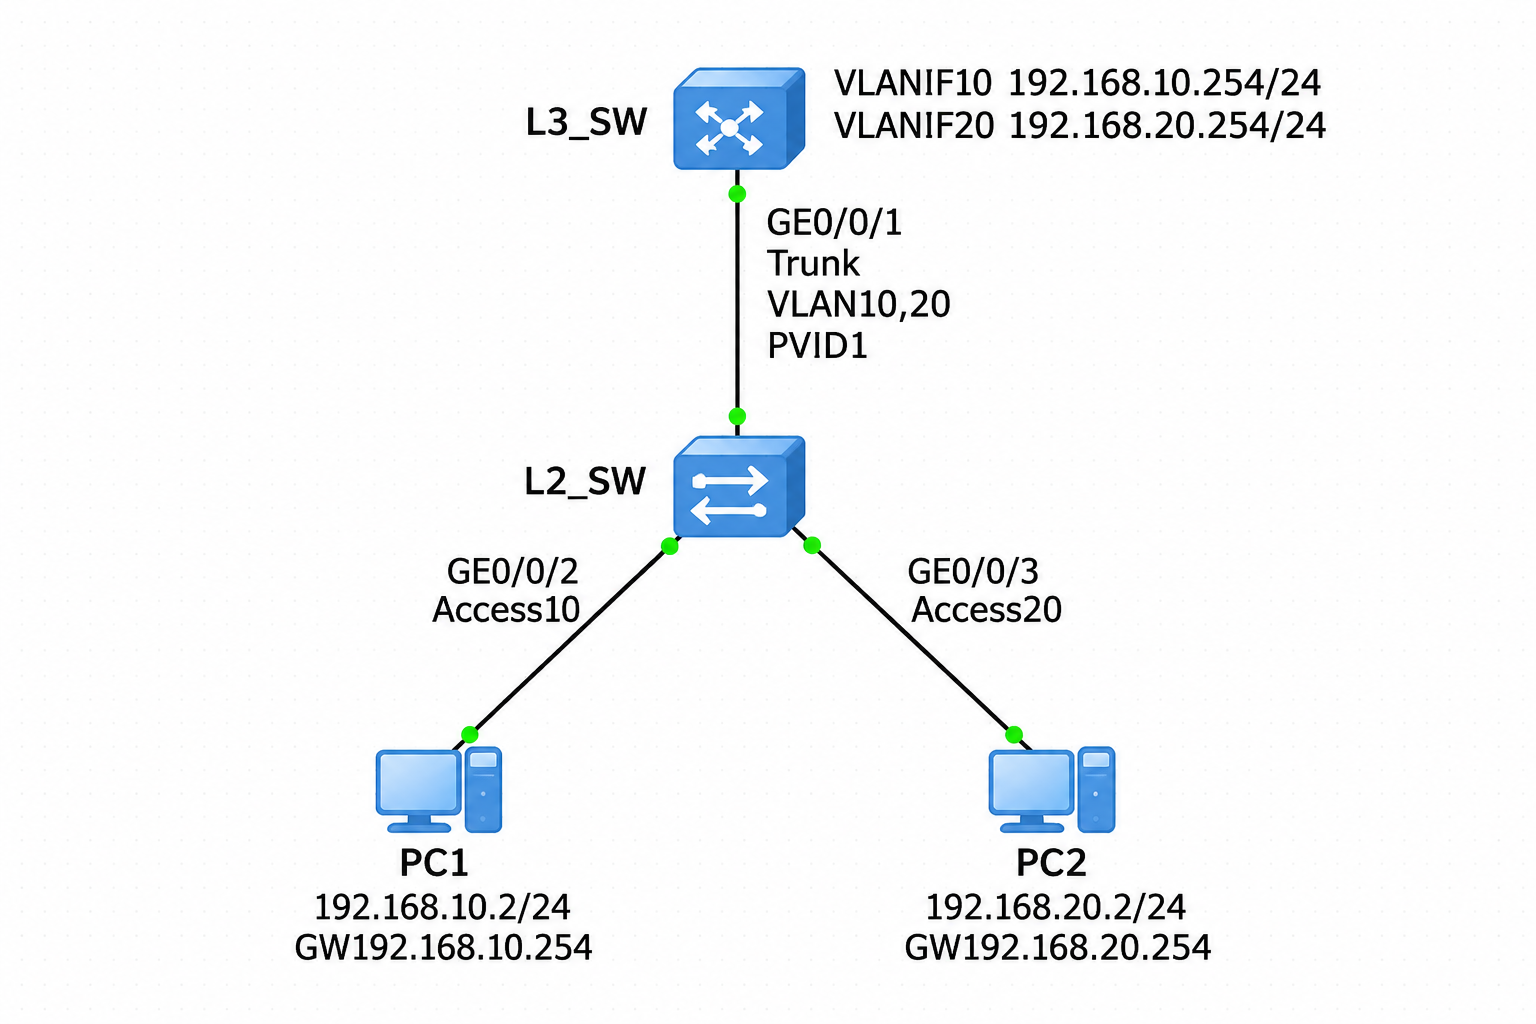 L3_SW
VLANIF10 192.168.10.254/24
VLANIF20 192.168.20.254/24
GE0/0/1
Trunk
VLAN10,20
PVID1
L2_SW
GE0/0/2
Access10
GE0/0/3
Access20
PC1
192.168.10.2/24
GW192.168.10.254
PC2
192.168.20.2/24
GW192.168.20.254